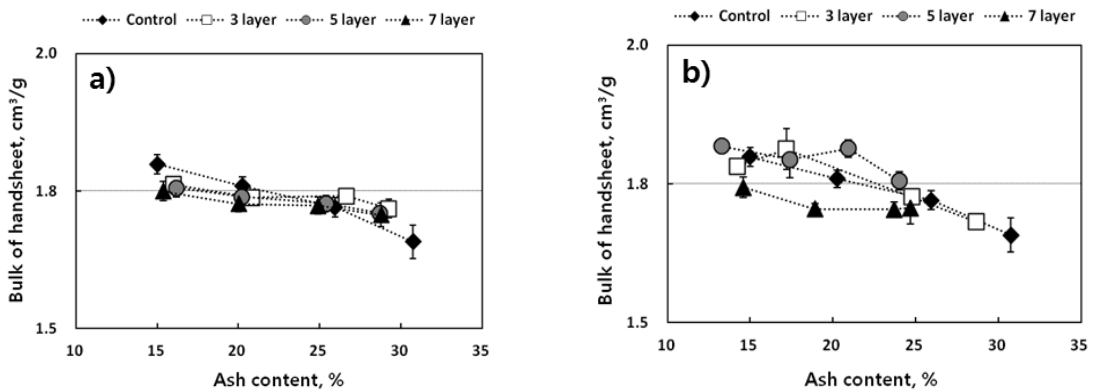 Control 3 layer 5 layer 7 layer
a)
2.0
1.8
1.5
Bulk of handsheet, cm³/g
10 15 20 25 30 35
Ash content, %
Control 3 layer 5 layer 7 layer
b)
2.0
1.8
1.5
Bulk of handsheet, cm³/g
10 15 20 25 30 35
Ash content, %